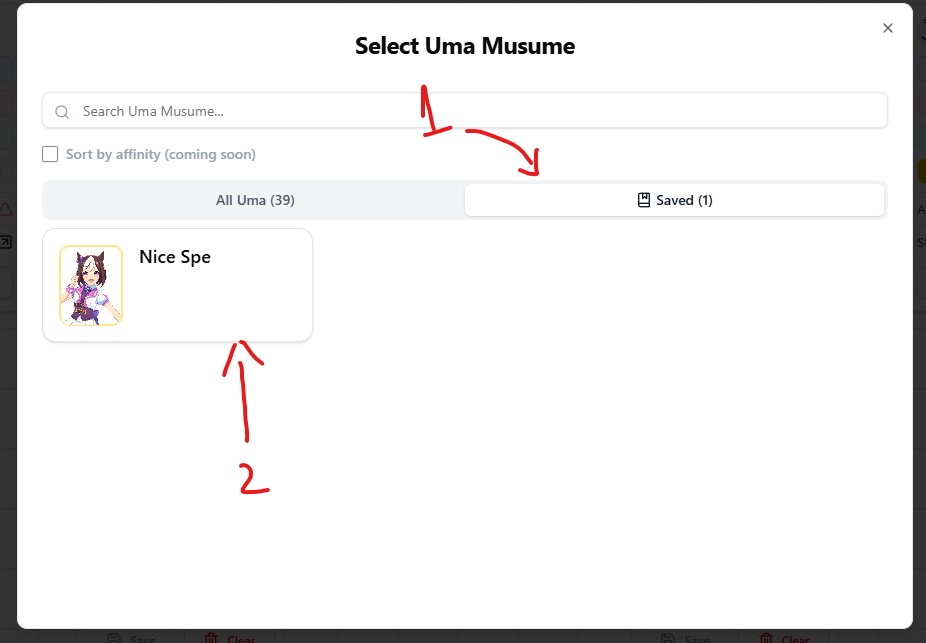 Select Uma Musume
Search Uma Musume...
1
Sort by affinity (coming soon)
All Uma (39)
Saved (1)
Nice Spe
2
Save
Clear
Save
Clear